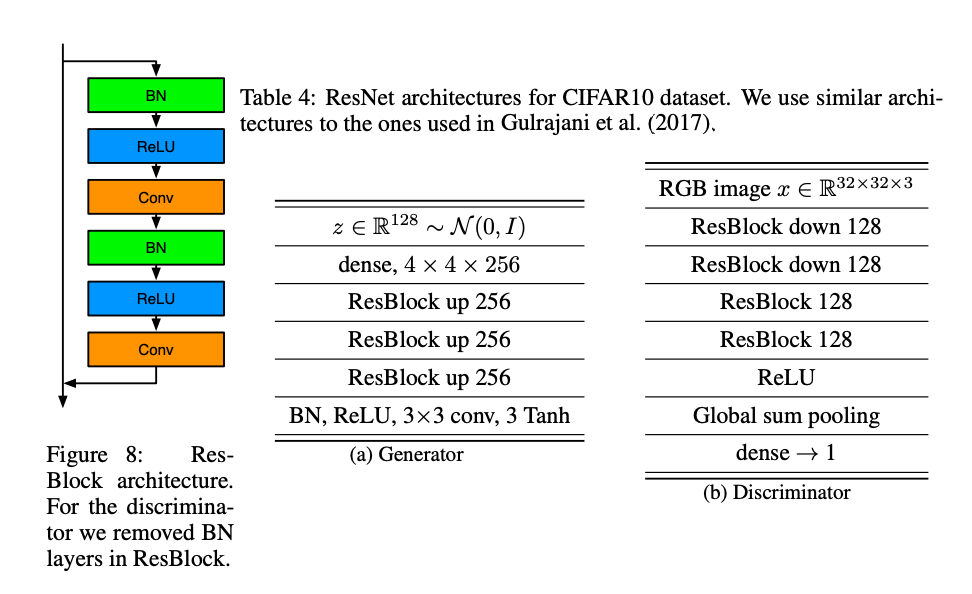 BN
ReLU
Conv
BN
ReLU
Conv
Figure 8: Res-
Block architecture.
For the discrimina-
tor we removed BN
layers in ResBlock.
Table 4: ResNet architectures for CIFAR10 dataset. We use similar archi-
tectures to the ones used in Gulrajani et al. (2017).
z ∈ ℝ¹²⁸ ∼ 𝒩(0, I)
dense, 4 × 4 × 256
ResBlock up 256
ResBlock up 256
ResBlock up 256
BN, ReLU, 3×3 conv, 3 Tanh
(a) Generator
RGB image x ∈ ℝ³²ˣ³²ˣ³
ResBlock down 128
ResBlock down 128
ResBlock 128
ResBlock 128
ReLU
Global sum pooling
dense → 1
(b) Discriminator